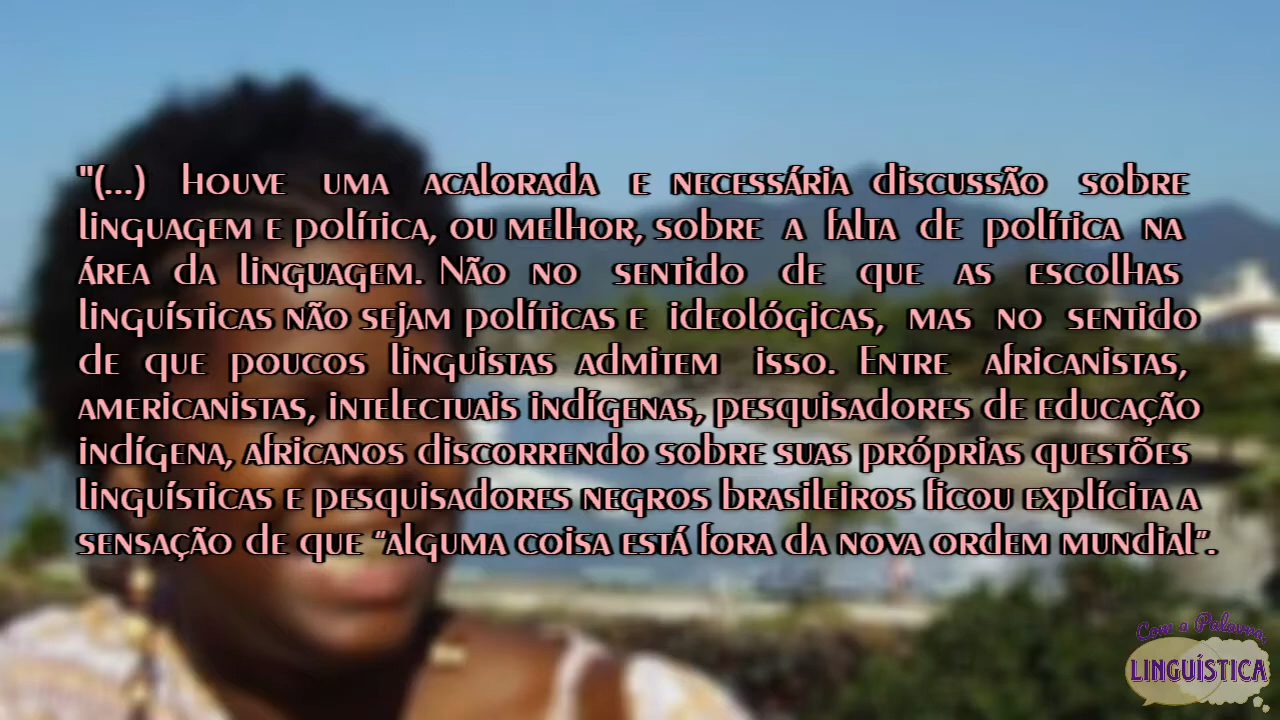 "(...) houve uma acalorada e necessária discussão sobre
linguagem e política, ou melhor, sobre a falta de política na
área da linguagem. Não no sentido de que as escolhas
linguísticas não sejam políticas e ideológicas, mas no sentido
de que poucos linguistas admitem isso. Entre africanistas,
americanistas, intelectuais indígenas, pesquisadores de educação
indígena, africanos discorrendo sobre suas próprias questões
linguísticas e pesquisadores negros brasileiros ficou explícita a
sensação de que “alguma coisa está fora da nova ordem mundial”.
Com a Palavra,
LINGUÍSTICA